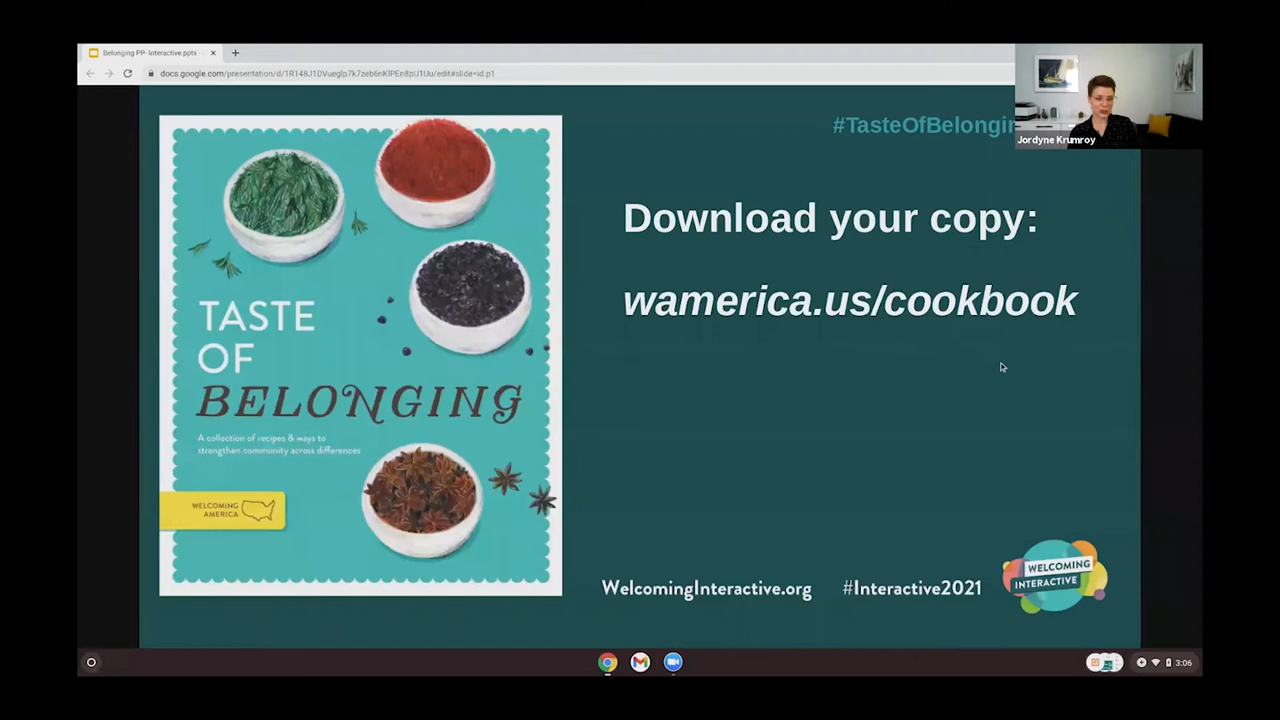 Belonging PP- Interactive.pptx -
docs.google.com/presentation/d/1R148J1DVueglp7k7zeb6nKlPEn8pU1Uu/edit#slide=id.p1
#TasteOfBelongin
Jordyne Krumroy
Download your copy:
wamerica.us/cookbook
TASTE
OF
BELONGING
A collection of recipes & ways to
strengthen community across differences
WELCOMING
AMERICA
WelcomingInteractive.org
#Interactive2021
WELCOMING
INTERACTIVE
3:06